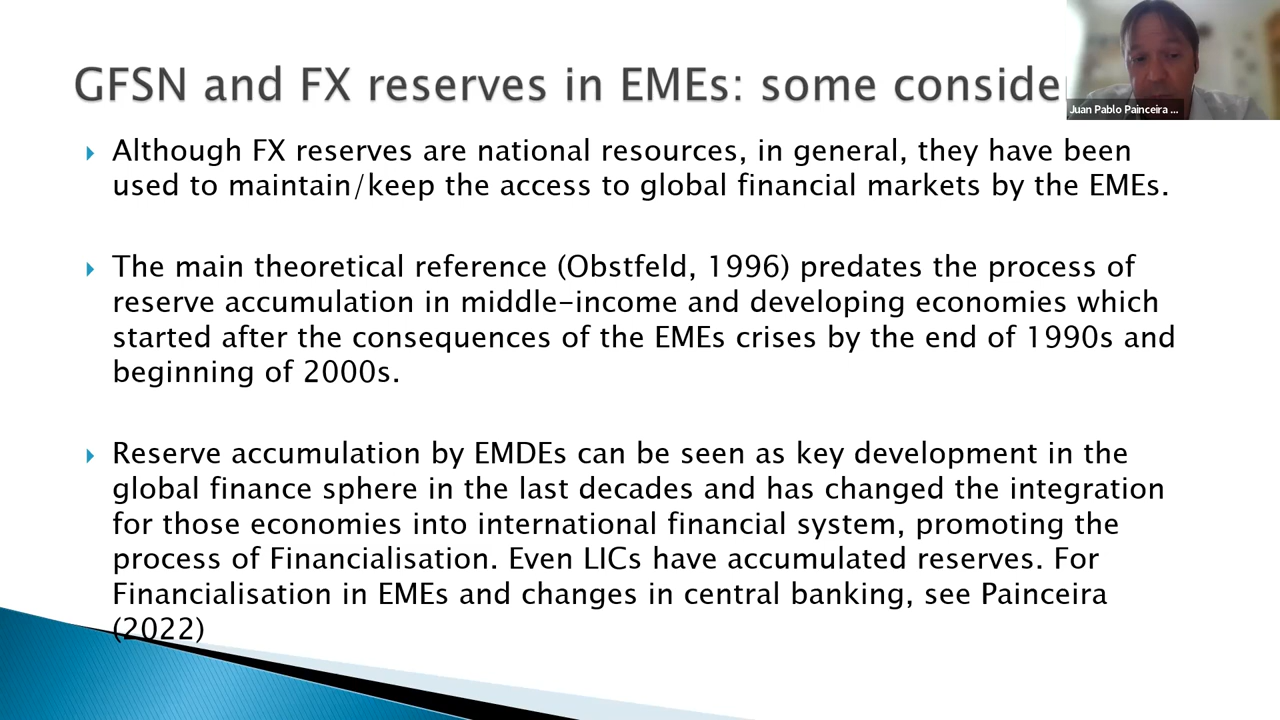 GFSN and FX reserves in EMEs: some conside
Juan Pablo Painceira ...
Although FX reserves are national resources, in general, they have been
used to maintain/keep the access to global financial markets by the EMEs.
The main theoretical reference (Obstfeld, 1996) predates the process of
reserve accumulation in middle-income and developing economies which
started after the consequences of the EMEs crises by the end of 1990s and
beginning of 2000s.
Reserve accumulation by EMDEs can be seen as key development in the
global finance sphere in the last decades and has changed the integration
for those economies into international financial system, promoting the
process of Financialisation. Even LICs have accumulated reserves. For
Financialisation in EMEs and changes in central banking, see Painceira
(2022)